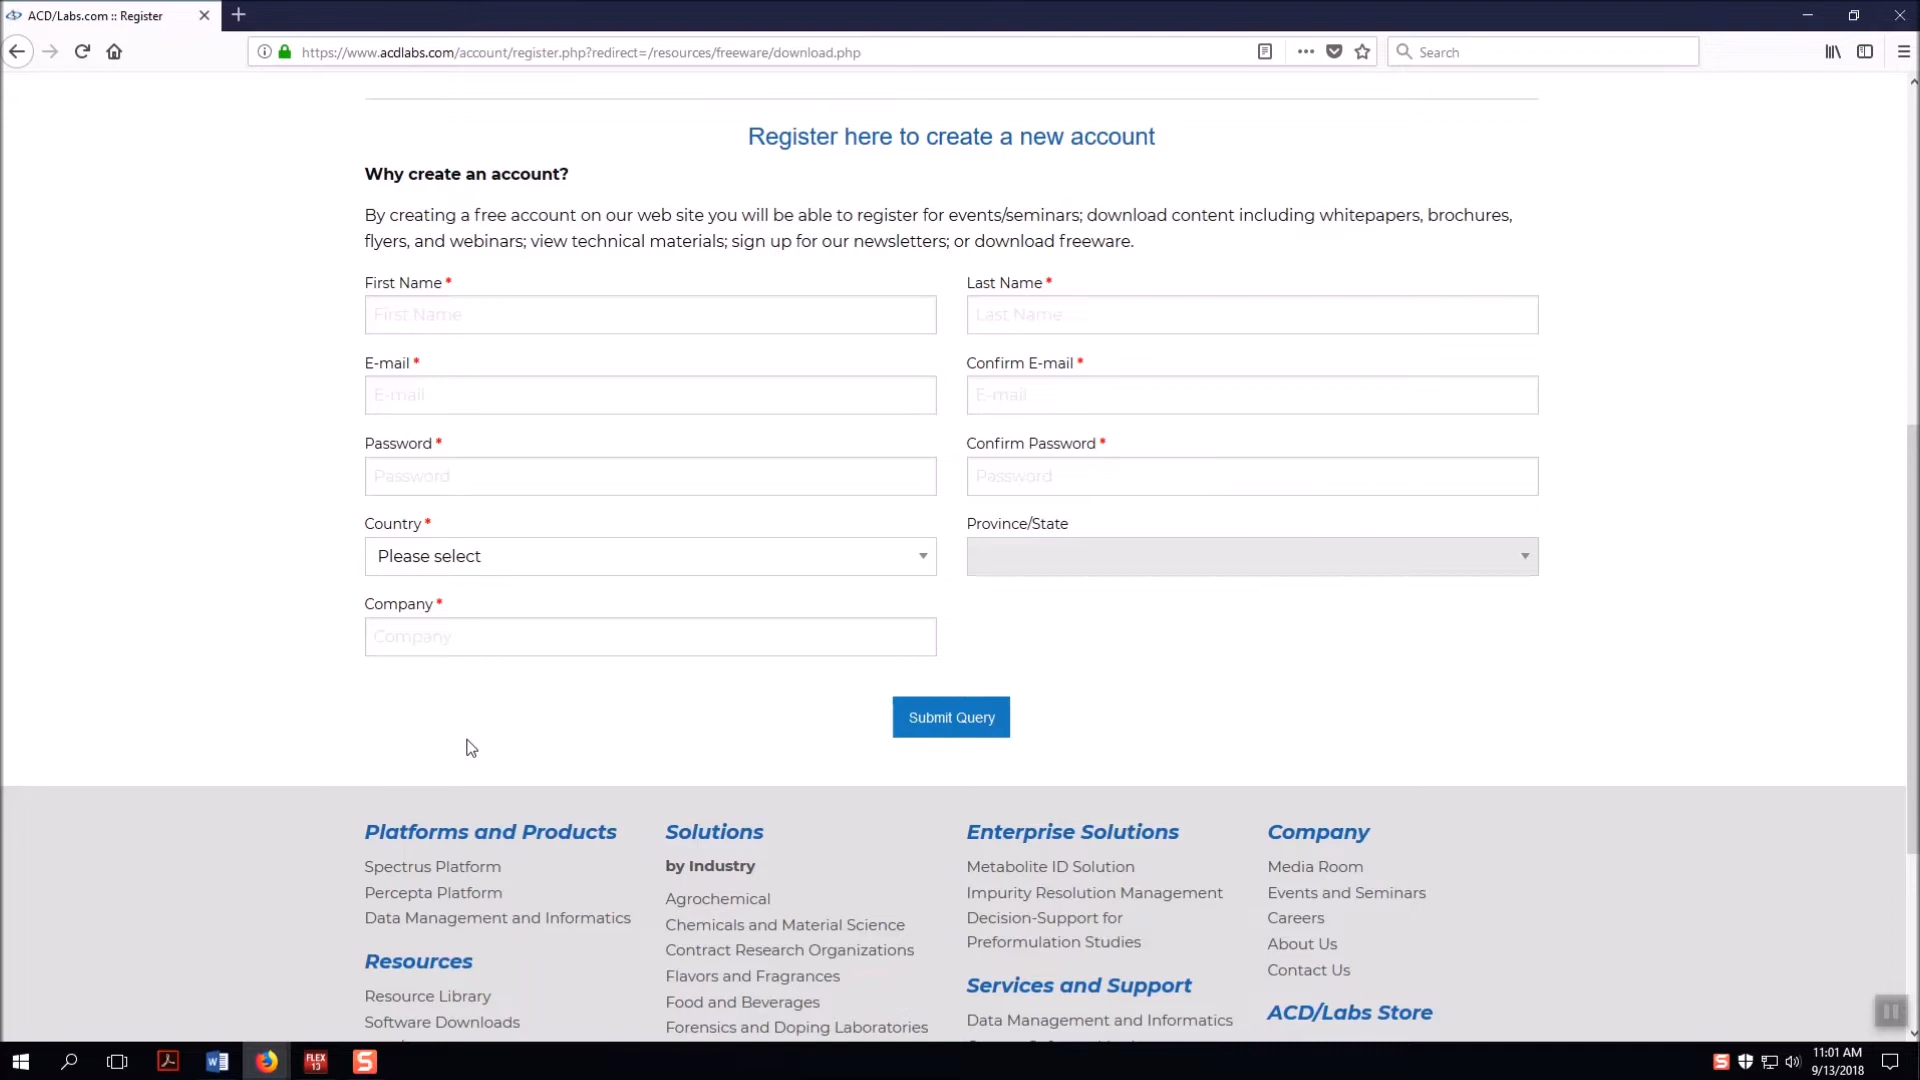 ACD/Labs.com :: Register
https://www.acdlabs.com/account/register.php?redirect=/resources/freeware/download.php
Search
Register here to create a new account
Why create an account?
By creating a free account on our web site you will be able to register for events/seminars; download content including whitepapers, brochures,
flyers, and webinars; view technical materials; sign up for our newsletters; or download freeware.
First Name *
Last Name *
First Name
Last Name
E-mail *
Confirm E-mail *
E-mail
E-mail
Password *
Confirm Password *
Password
Password
Country *
Province/State
Please select
Company *
Company
Submit Query
Platforms and Products
Spectrus Platform
Percepta Platform
Data Management and Informatics
Resources
Resource Library
Software Downloads
Solutions
by Industry
Agrochemical
Chemicals and Material Science
Contract Research Organizations
Flavors and Fragrances
Food and Beverages
Forensics and Doping Laboratories
Enterprise Solutions
Metabolite ID Solution
Impurity Resolution Management
Decision-Support for
Preformulation Studies
Services and Support
Data Management and Informatics
Company
Media Room
Events and Seminars
Careers
About Us
Contact Us
ACD/Labs Store
FLEX
13
11:01 AM
9/13/2018